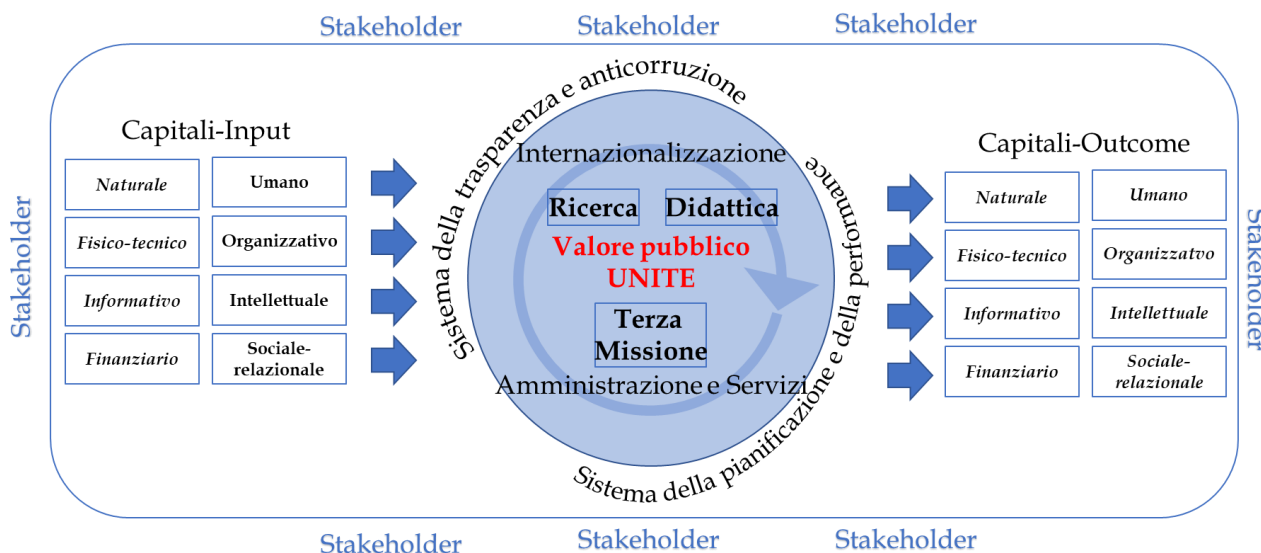 Stakeholder Stakeholder Stakeholder
Stakeholder
Capitali-Input
Naturale
Umano
Fisico-tecnico
Organizzativo
Informativo
Intellettuale
Finanziario
Sociale-
relazionale
Sistema della trasparenza e anticorruzione
Internazionalizzazione
Ricerca
Didattica
Valore pubblico
UNITE
Terza
Missione
Amministrazione e Servizi
Sistema della pianificazione e della performance
Capitali-Outcome
Naturale
Umano
Fisico-tecnico
Organizzatvo
Informativo
Intellettuale
Finanziario
Sociale-
relazionale
Stakeholder
Stakeholder Stakeholder Stakeholder